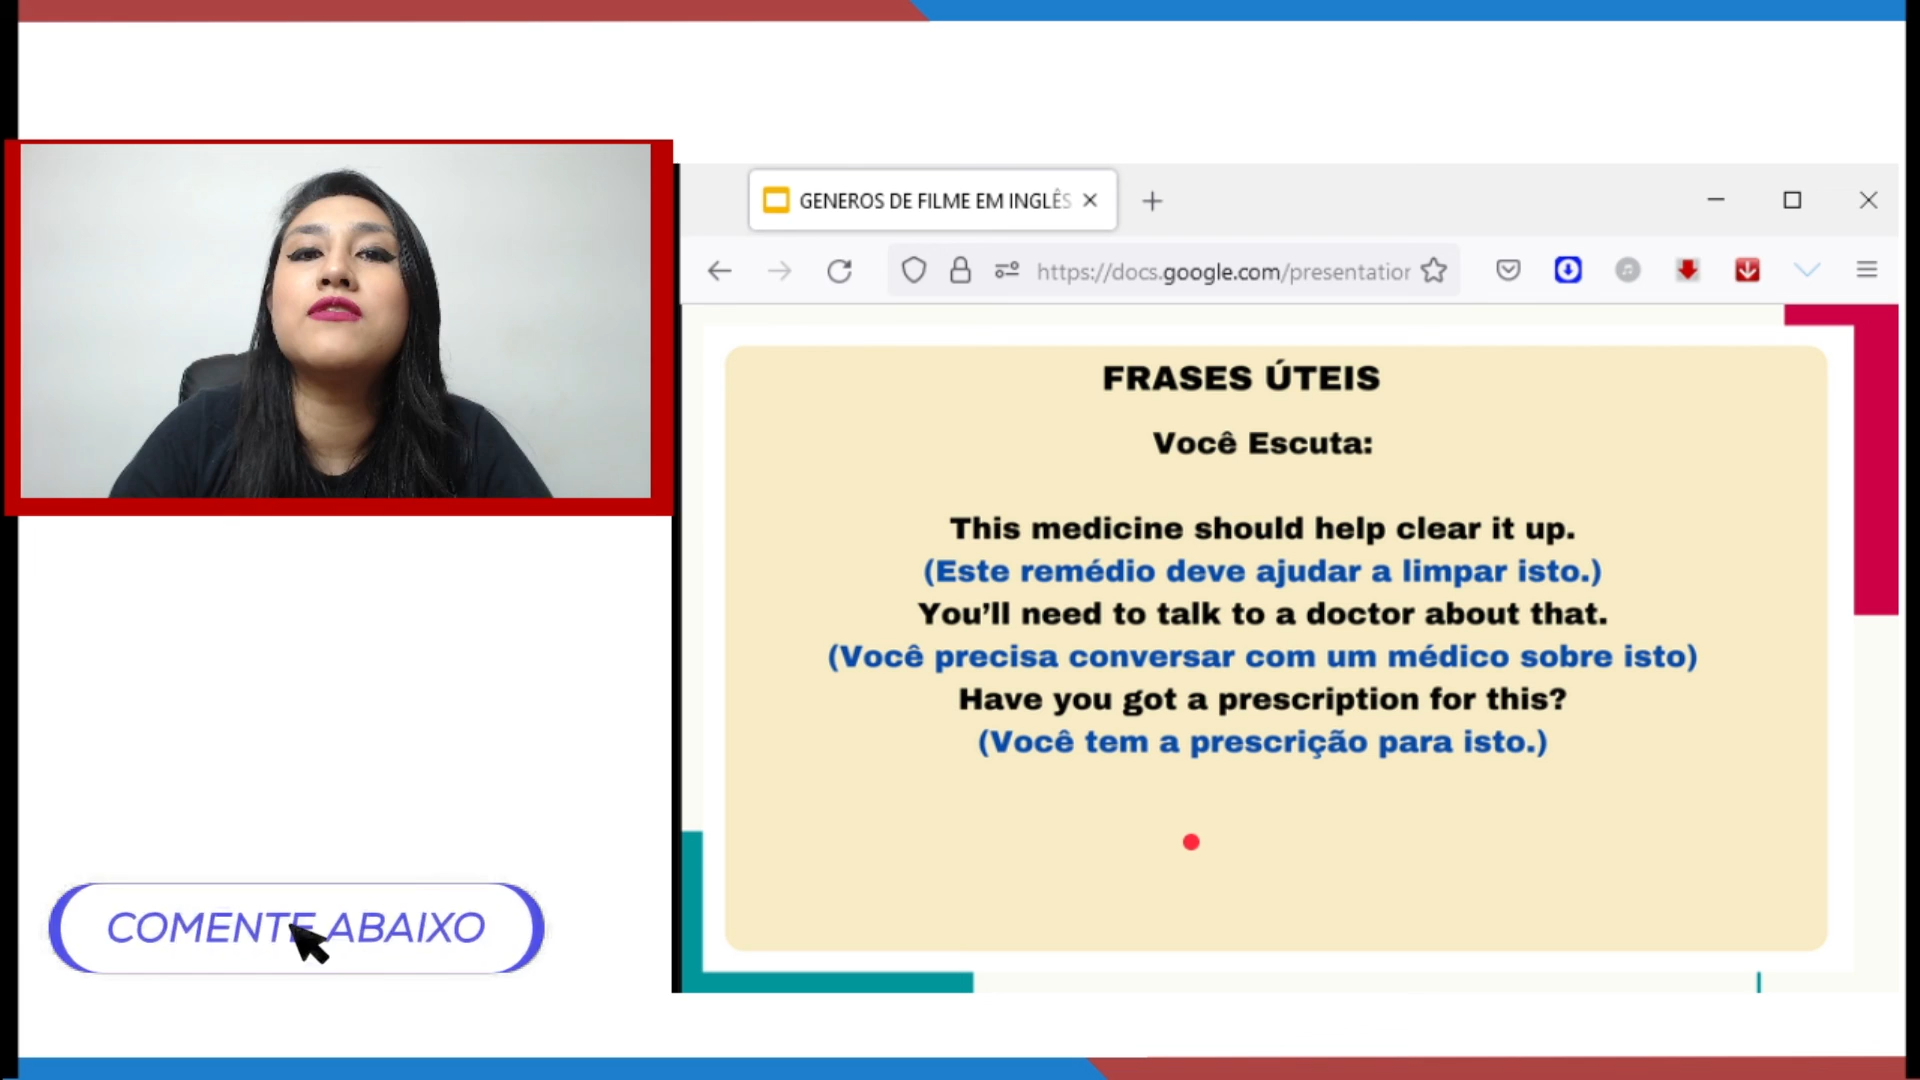 GENEROS DE FILME EM INGLÊS
https://docs.google.com/presentation
FRASES ÚTEIS
Você Escuta:
This medicine should help clear it up.
(Este remédio deve ajudar a limpar isto.)
You’ll need to talk to a doctor about that.
(Você precisa conversar com um médico sobre isto)
Have you got a prescription for this?
(Você tem a prescrição para isto.)
COMENTE ABAIXO